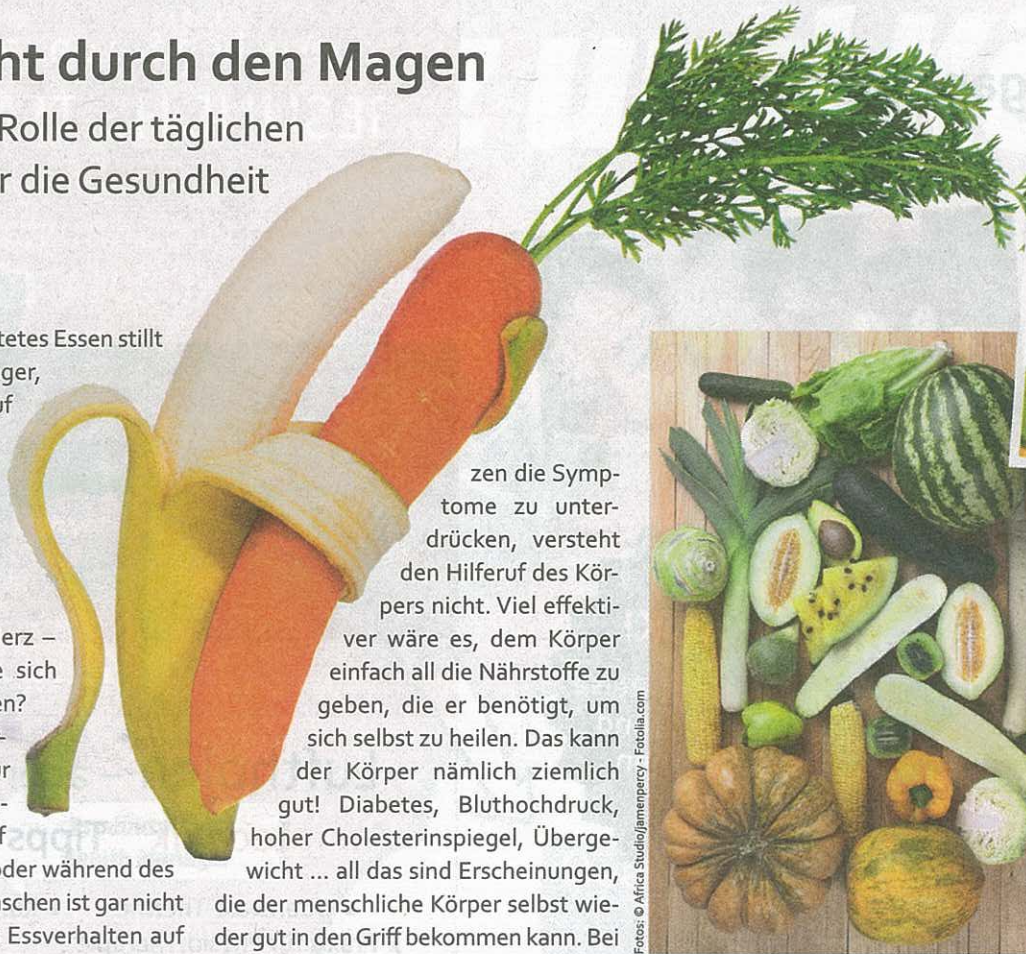 ht durch den Magen
Rolle der täglichen
r die Gesundheit
tetes Essen stillt
ger,
uf
erz –
e sich
en?
-
ur
-
f
oder während des
schen ist gar nicht
Essverhalten auf
zen die Symp-
tome zu unter-
drücken, versteht
den Hilferuf des Kör-
pers nicht. Viel effekti-
ver wäre es, dem Körper
einfach all die Nährstoffe zu
geben, die er benötigt, um
sich selbst zu heilen. Das kann
der Körper nämlich ziemlich
gut! Diabetes, Bluthochdruck,
hoher Cholesterinspiegel, Überge-
wicht ... all das sind Erscheinungen,
die der menschliche Körper selbst wie-
der gut in den Griff bekommen kann. Bei
Fotos: © Africa Studio/jamenpercy - Fotolia.com